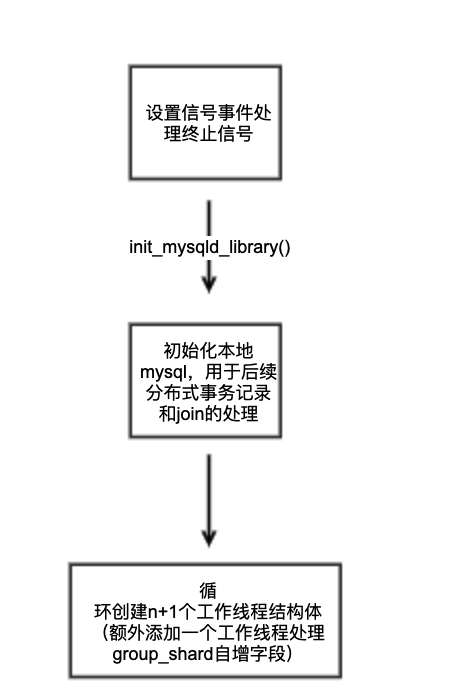 设置信号事件处
理终止信号
init_mysqld_library()
初始化本地
mysql，用于后续
分布式事务记录
和join的处理
循
环创建n+1个工作线程结构体
（额外添加一个工作线程处理
group_shard自增字段）